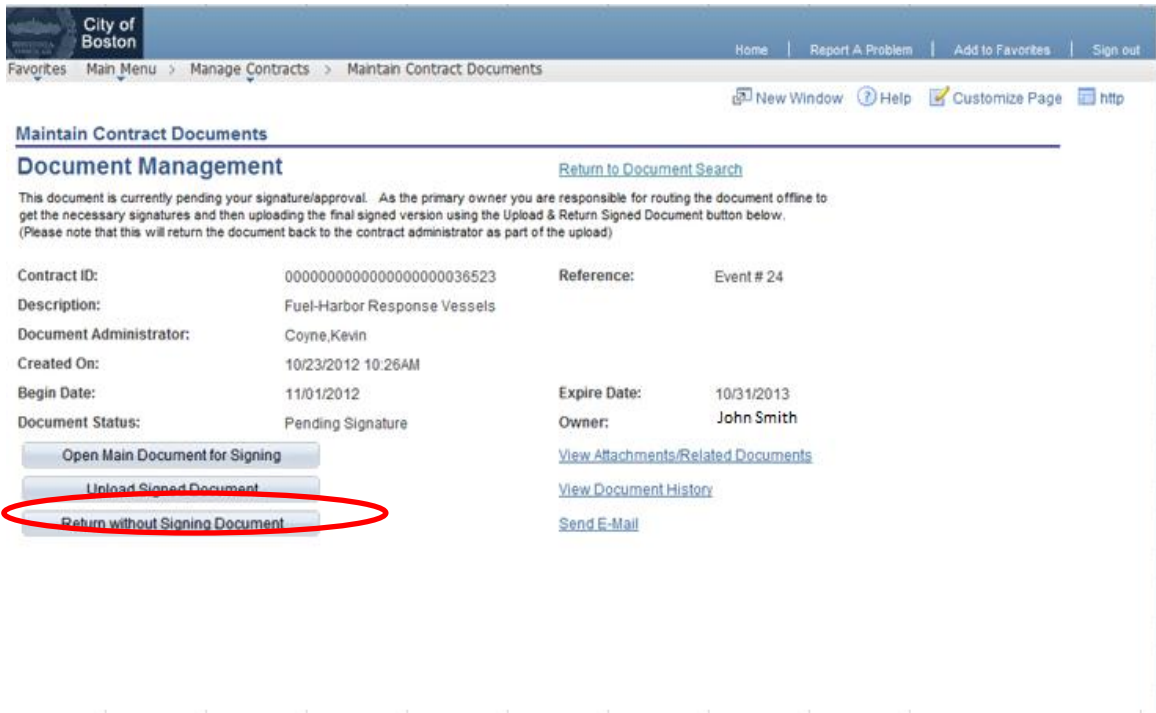 City of
Boston
Home | Report A Problem | Add to Favorites | Sign out
Favorites Main Menu > Manage Contracts > Maintain Contract Documents
New Window Help Customize Page http
Maintain Contract Documents
Document Management Return to Document Search
This document is currently pending your signature/approval. As the primary owner you are responsible for routing the document offline to
get the necessary signatures and then uploading the final signed version using the Upload & Return Signed Document button below.
(Please note that this will return the document back to the contract administrator as part of the upload)
Contract ID: 0000000000000000000036523 Reference: Event # 24
Description: Fuel-Harbor Response Vessels
Document Administrator: Coyne,Kevin
Created On: 10/23/2012 10:26AM
Begin Date: 11/01/2012 Expire Date: 10/31/2013
Document Status: Pending Signature Owner: John Smith
Open Main Document for Signing View Attachments/Related Documents
Upload Signed Document View Document History
Return without Signing Document Send E-Mail